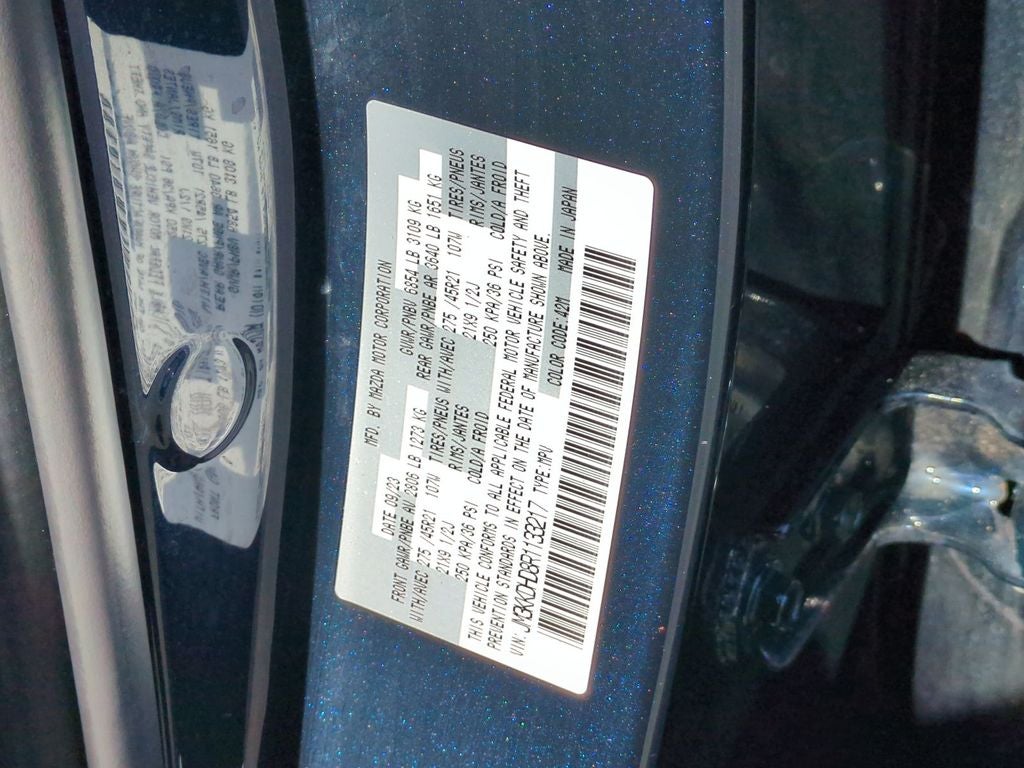 MFD. BY MAZDA MOTOR CORPORATION
DATE:09/23 GVWR/PNBV 6854 LB 3109 KG
FRONT GAWR/PNBE AV 2806 LB 1273 KG REAR GAWR/PNBE AR 3640 LB 1651 KG
WITH/AVEC 275 /45R21 107W TIRES/PNEUS WITH/AVEC 275 /45R21 107W TIRES/PNEUS
21X9 1/2J RIMS/JANTES 21X9 1/2J RIMS/JANTES
250 KPA/36 PSI COLD/A FROID 250 KPA/36 PSI COLD/A FROID
THIS VEHICLE CONFORMS TO ALL APPLICABLE FEDERAL MOTOR VEHICLE SAFETY AND THEFT
PREVENTION STANDARDS IN EFFECT ON THE DATE OF MANUFACTURE SHOWN ABOVE.
VIN: TYPE:MPV COLOR CODE:42M MADE IN JAPAN